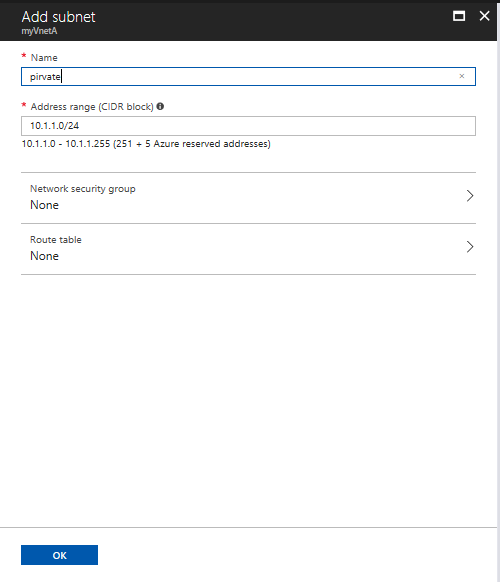 Add subnet
myVnetA
* Name
pirvate
* Address range (CIDR block)
10.1.1.0/24
10.1.1.0 - 10.1.1.255 (251 + 5 Azure reserved addresses)
Network security group
None
Route table
None
OK